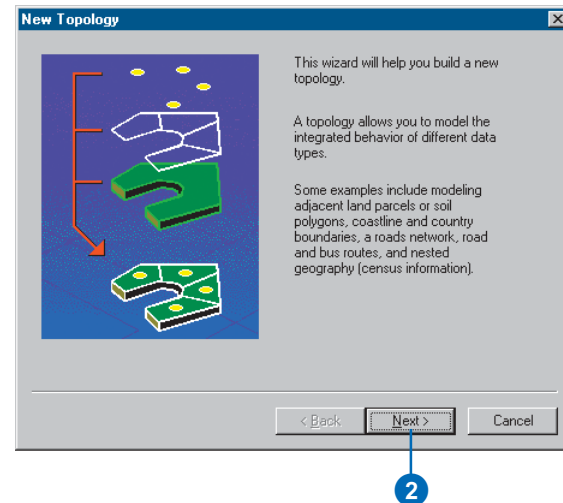 New Topology
This wizard will help you build a new
topology.
A topology allows you to model the
integrated behavior of different data
types.
Some examples include modeling
adjacent land parcels or soil
polygons, coastline and country
boundaries, a roads network, road
and bus routes, and nested
geography (census information).
< Back
Next >
Cancel
2